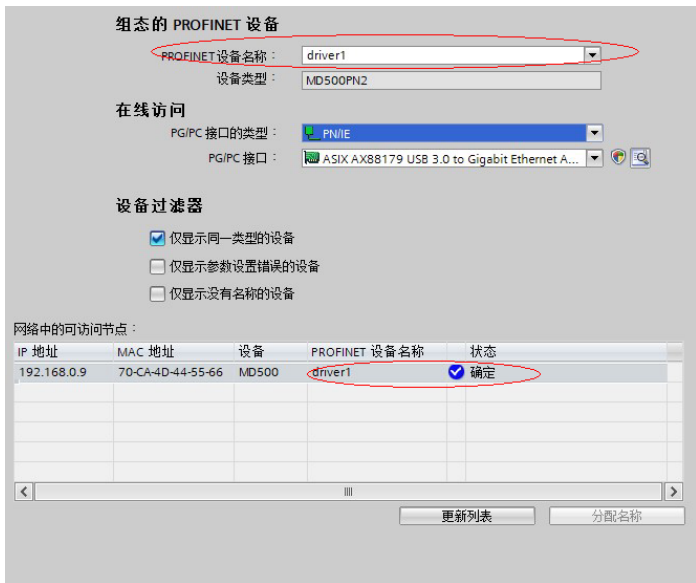 组态的 PROFINET 设备
PROFINET设备名称： driver1
设备类型： MD500PN2
在线访问
PG/PC 接口的类型： PN/IE
PG/PC 接口： ASIX AX88179 USB 3.0 to Gigabit Ethernet A...
设备过滤器
仅显示同一类型的设备
仅显示参数设置错误的设备
仅显示没有名称的设备
网络中的可访问节点：
IP 地址 MAC 地址 设备 PROFINET 设备名称 状态
192.168.0.9 70-CA-4D-44-55-66 MD500 driver1 确定
更新列表 分配名称